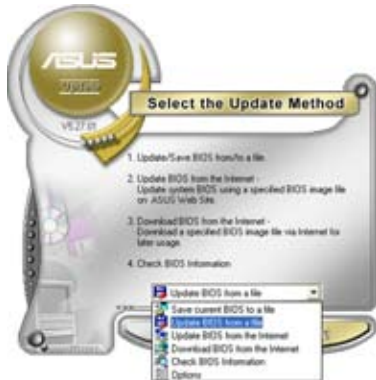 ASUS
Update
Select the Update Method
1. Update/Save BIOS from/to a file.
2. Update BIOS from the Internet -
Update system BIOS using a specified BIOS image file
on ASUS Web Site.
3. Download BIOS from the Internet -
Download a specified BIOS image file via Internet for
later usage.
4. Check BIOS Information
Update BIOS from a file
Save current BIOS to a file
Update BIOS from a file
Update BIOS from the Internet
Download BIOS from the Internet
Check BIOS Information
Options